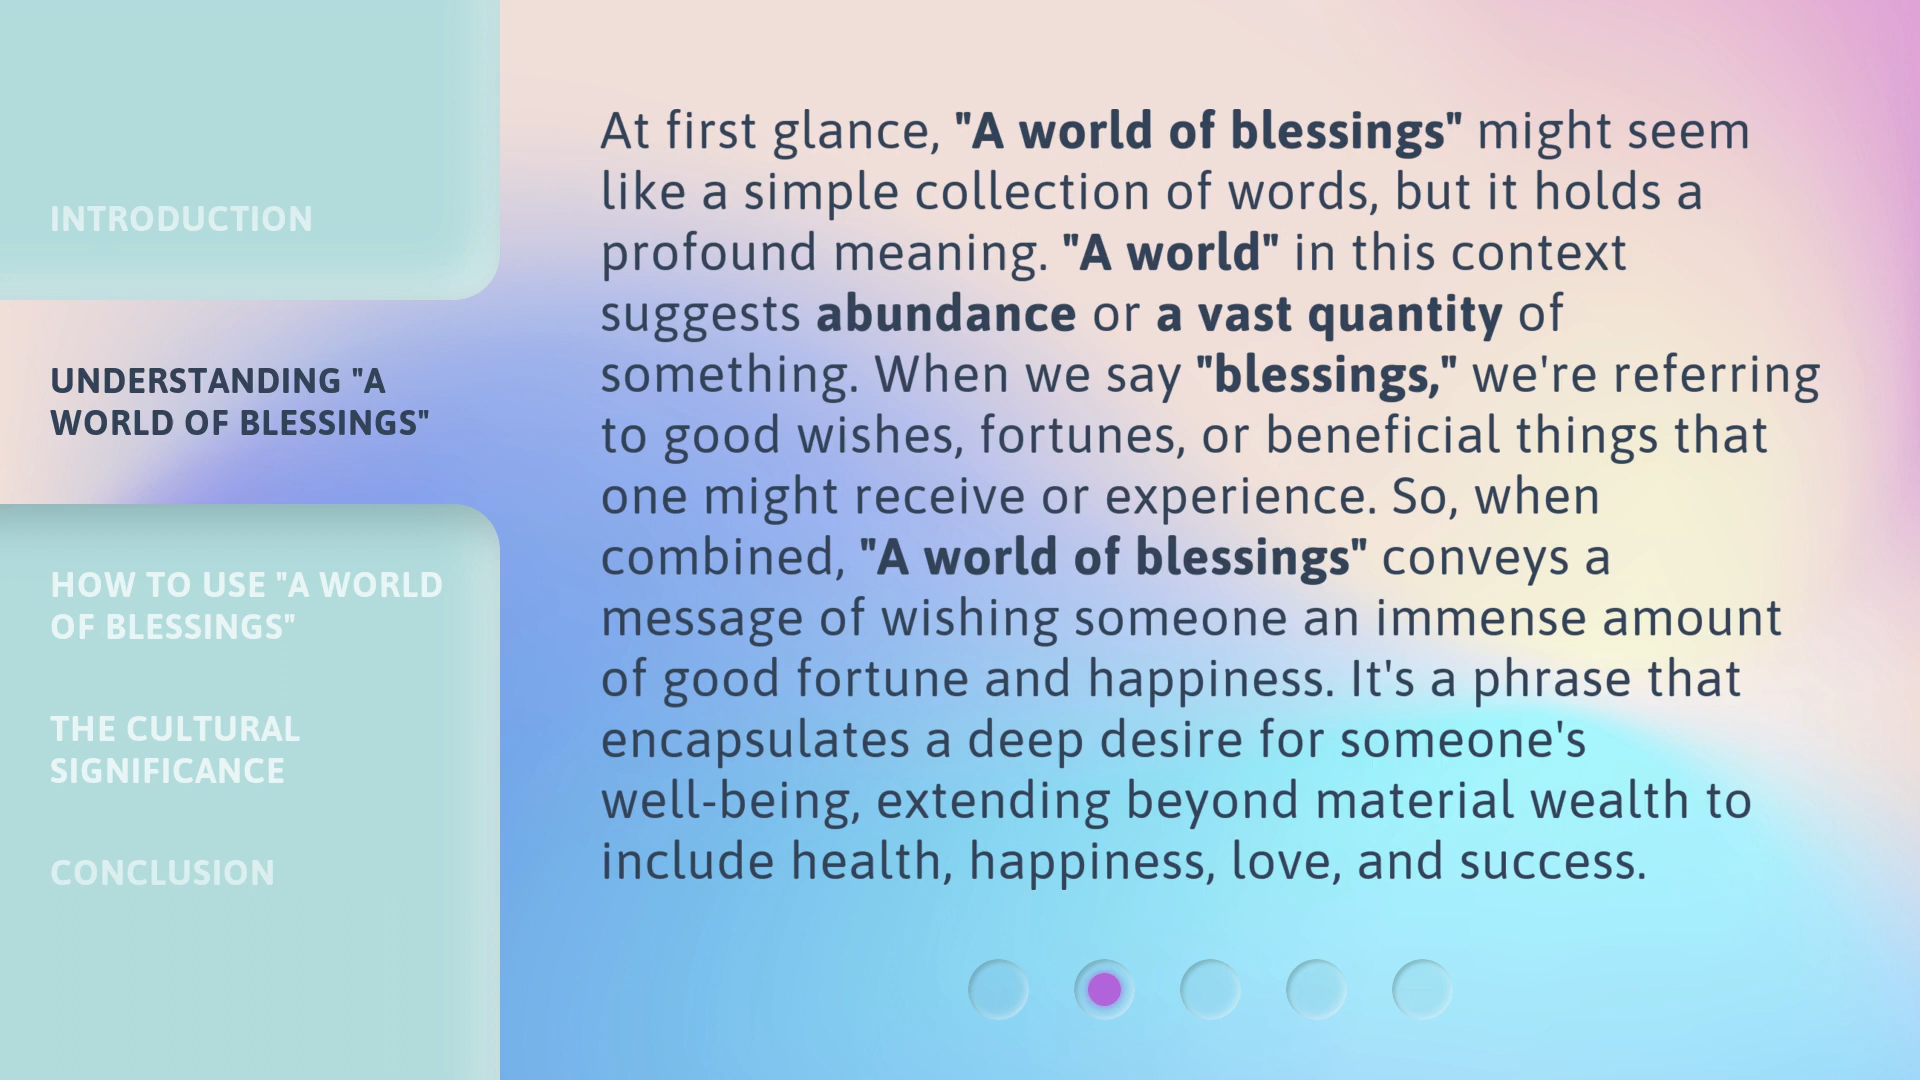 INTRODUCTION
UNDERSTANDING "A
WORLD OF BLESSINGS"
HOW TO USE "A WORLD
OF BLESSINGS"
THE CULTURAL
SIGNIFICANCE
CONCLUSION
At first glance, "A world of blessings" might seem
like a simple collection of words, but it holds a
profound meaning. "A world" in this context
suggests abundance or a vast quantity of
something. When we say "blessings," we're referring
to good wishes, fortunes, or beneficial things that
one might receive or experience. So, when
combined, "A world of blessings" conveys a
message of wishing someone an immense amount
of good fortune and happiness. It's a phrase that
encapsulates a deep desire for someone's
well-being, extending beyond material wealth to
include health, happiness, love, and success.